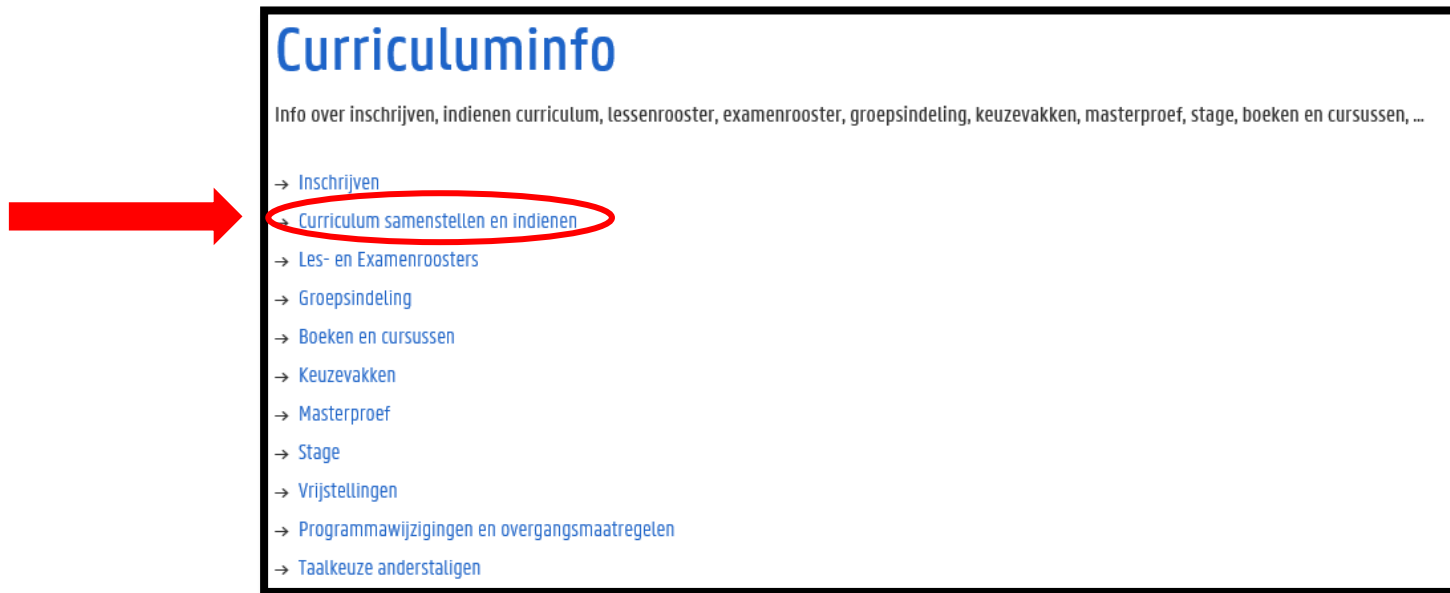 Curriculuminfo
Info over inschrijven, indienen curriculum, lessenrooster, examenrooster, groepsindeling, keuzevakken, masterproef, stage, boeken en cursussen, ...
→ Inschrijven
→ Curriculum samenstellen en indienen
→ Les- en Examenroosters
→ Groepsindeling
→ Boeken en cursussen
→ Keuzevakken
→ Masterproef
→ Stage
→ Vrijstellingen
→ Programmawijzigingen en overgangsmaatregelen
→ Taalkeuze anderstaligen